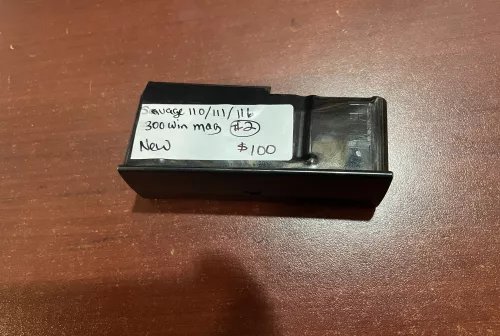 Savage 110/111/116
300 win mag #2
New $100